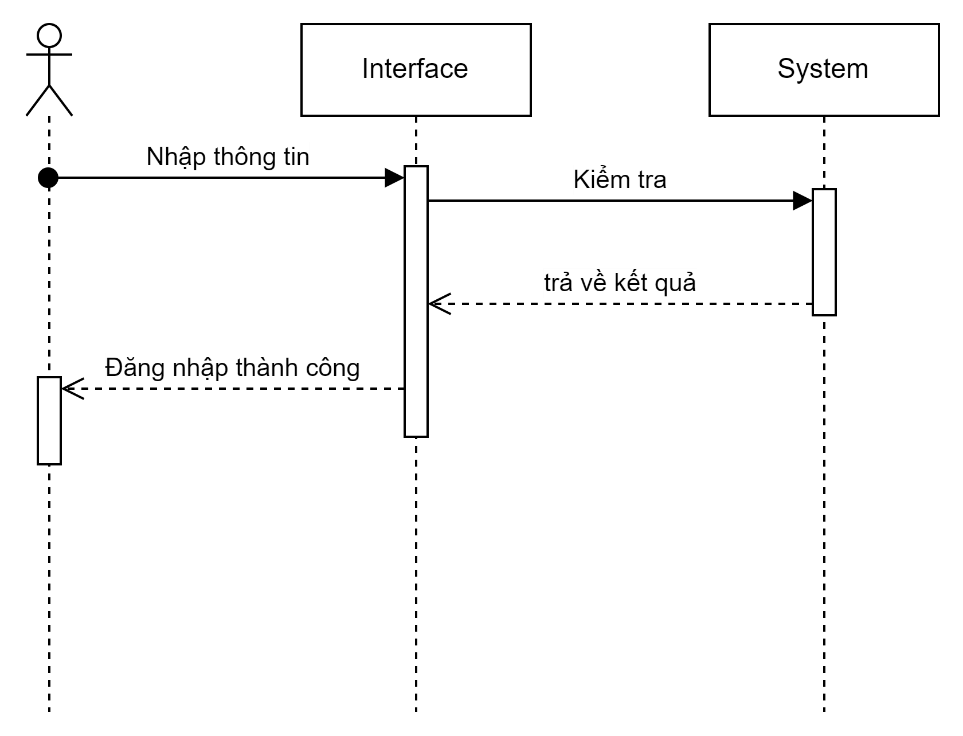 Interface
System
Nhập thông tin
Kiểm tra
trả về kết quả
Đăng nhập thành công